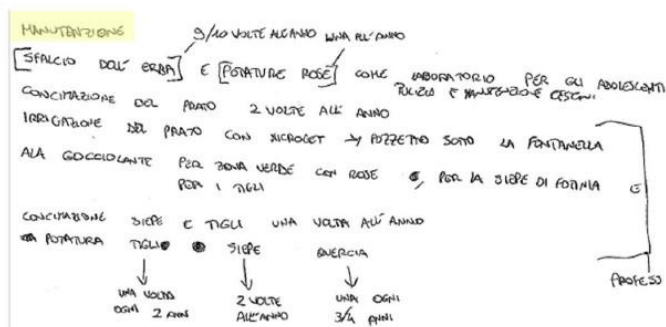 MANUTENZIONE
9/10 VOLTE ALL'ANNO UNA ALL'ANNO
[SFALCIO DELL'ERBA] E [POTATURE ROSE] COME LABORATORIO PER GLI ADOLESCENTI
PULIZIA E MANUTENZIONE CESTINI
CONCIMAZIONE DEL PRATO 2 VOLTE ALL'ANNO
IRRIGAZIONE DEL PRATO CON MICROGET → POZZETTO SOTTO LA FONTANELLA
ALA GOCCIOLANTE PER ZONA VERDE CON ROSE, PER LA SIEPE DI FOTINIA E
PER I TIGLI
CONCIMAZIONE SIEPE E TIGLI UNA VOLTA ALL'ANNO
POTATURA TIGLIO SIEPE QUERCIA
PROFESSO
UNA VOLTA 2 VOLTE UNA OGNI
OGNI 2 ANNI ALL'ANNO 3/4 ANNI